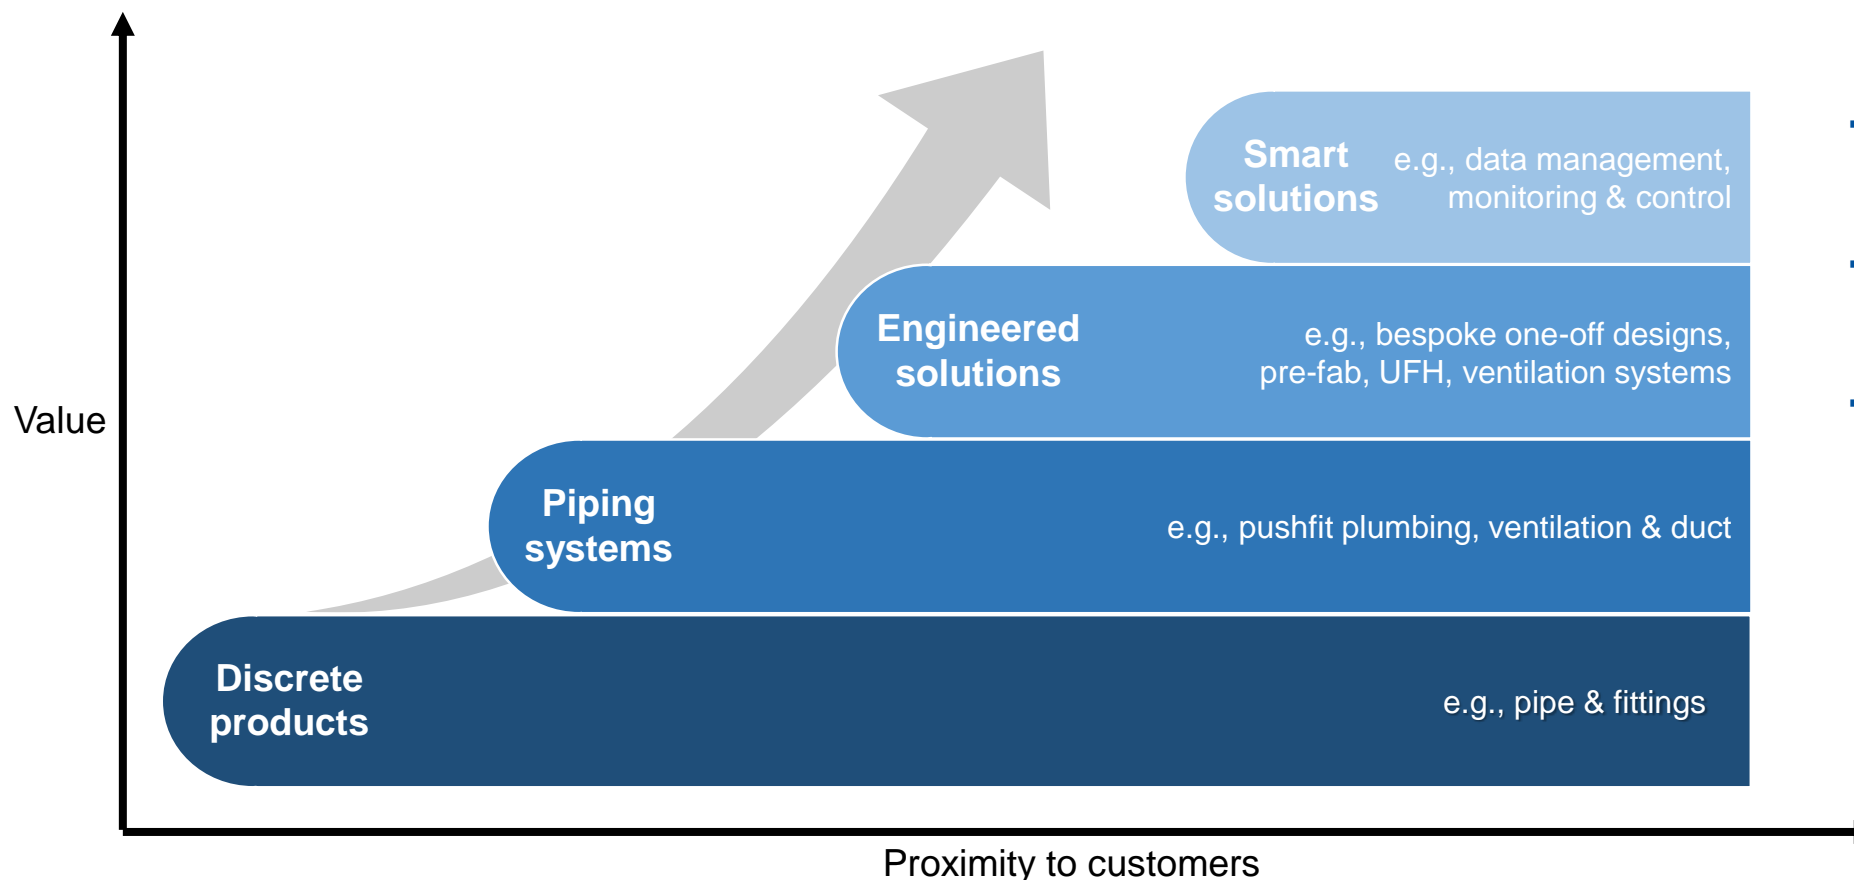 Smart
solutions
e.g., data management,
monitoring & control
Engineered
solutions
e.g., bespoke one-off designs,
pre-fab, UFH, ventilation systems
Value
Piping
systems
e.g., pushfit plumbing, ventilation & duct
Discrete
products
e.g., pipe & fittings
Proximity to customers